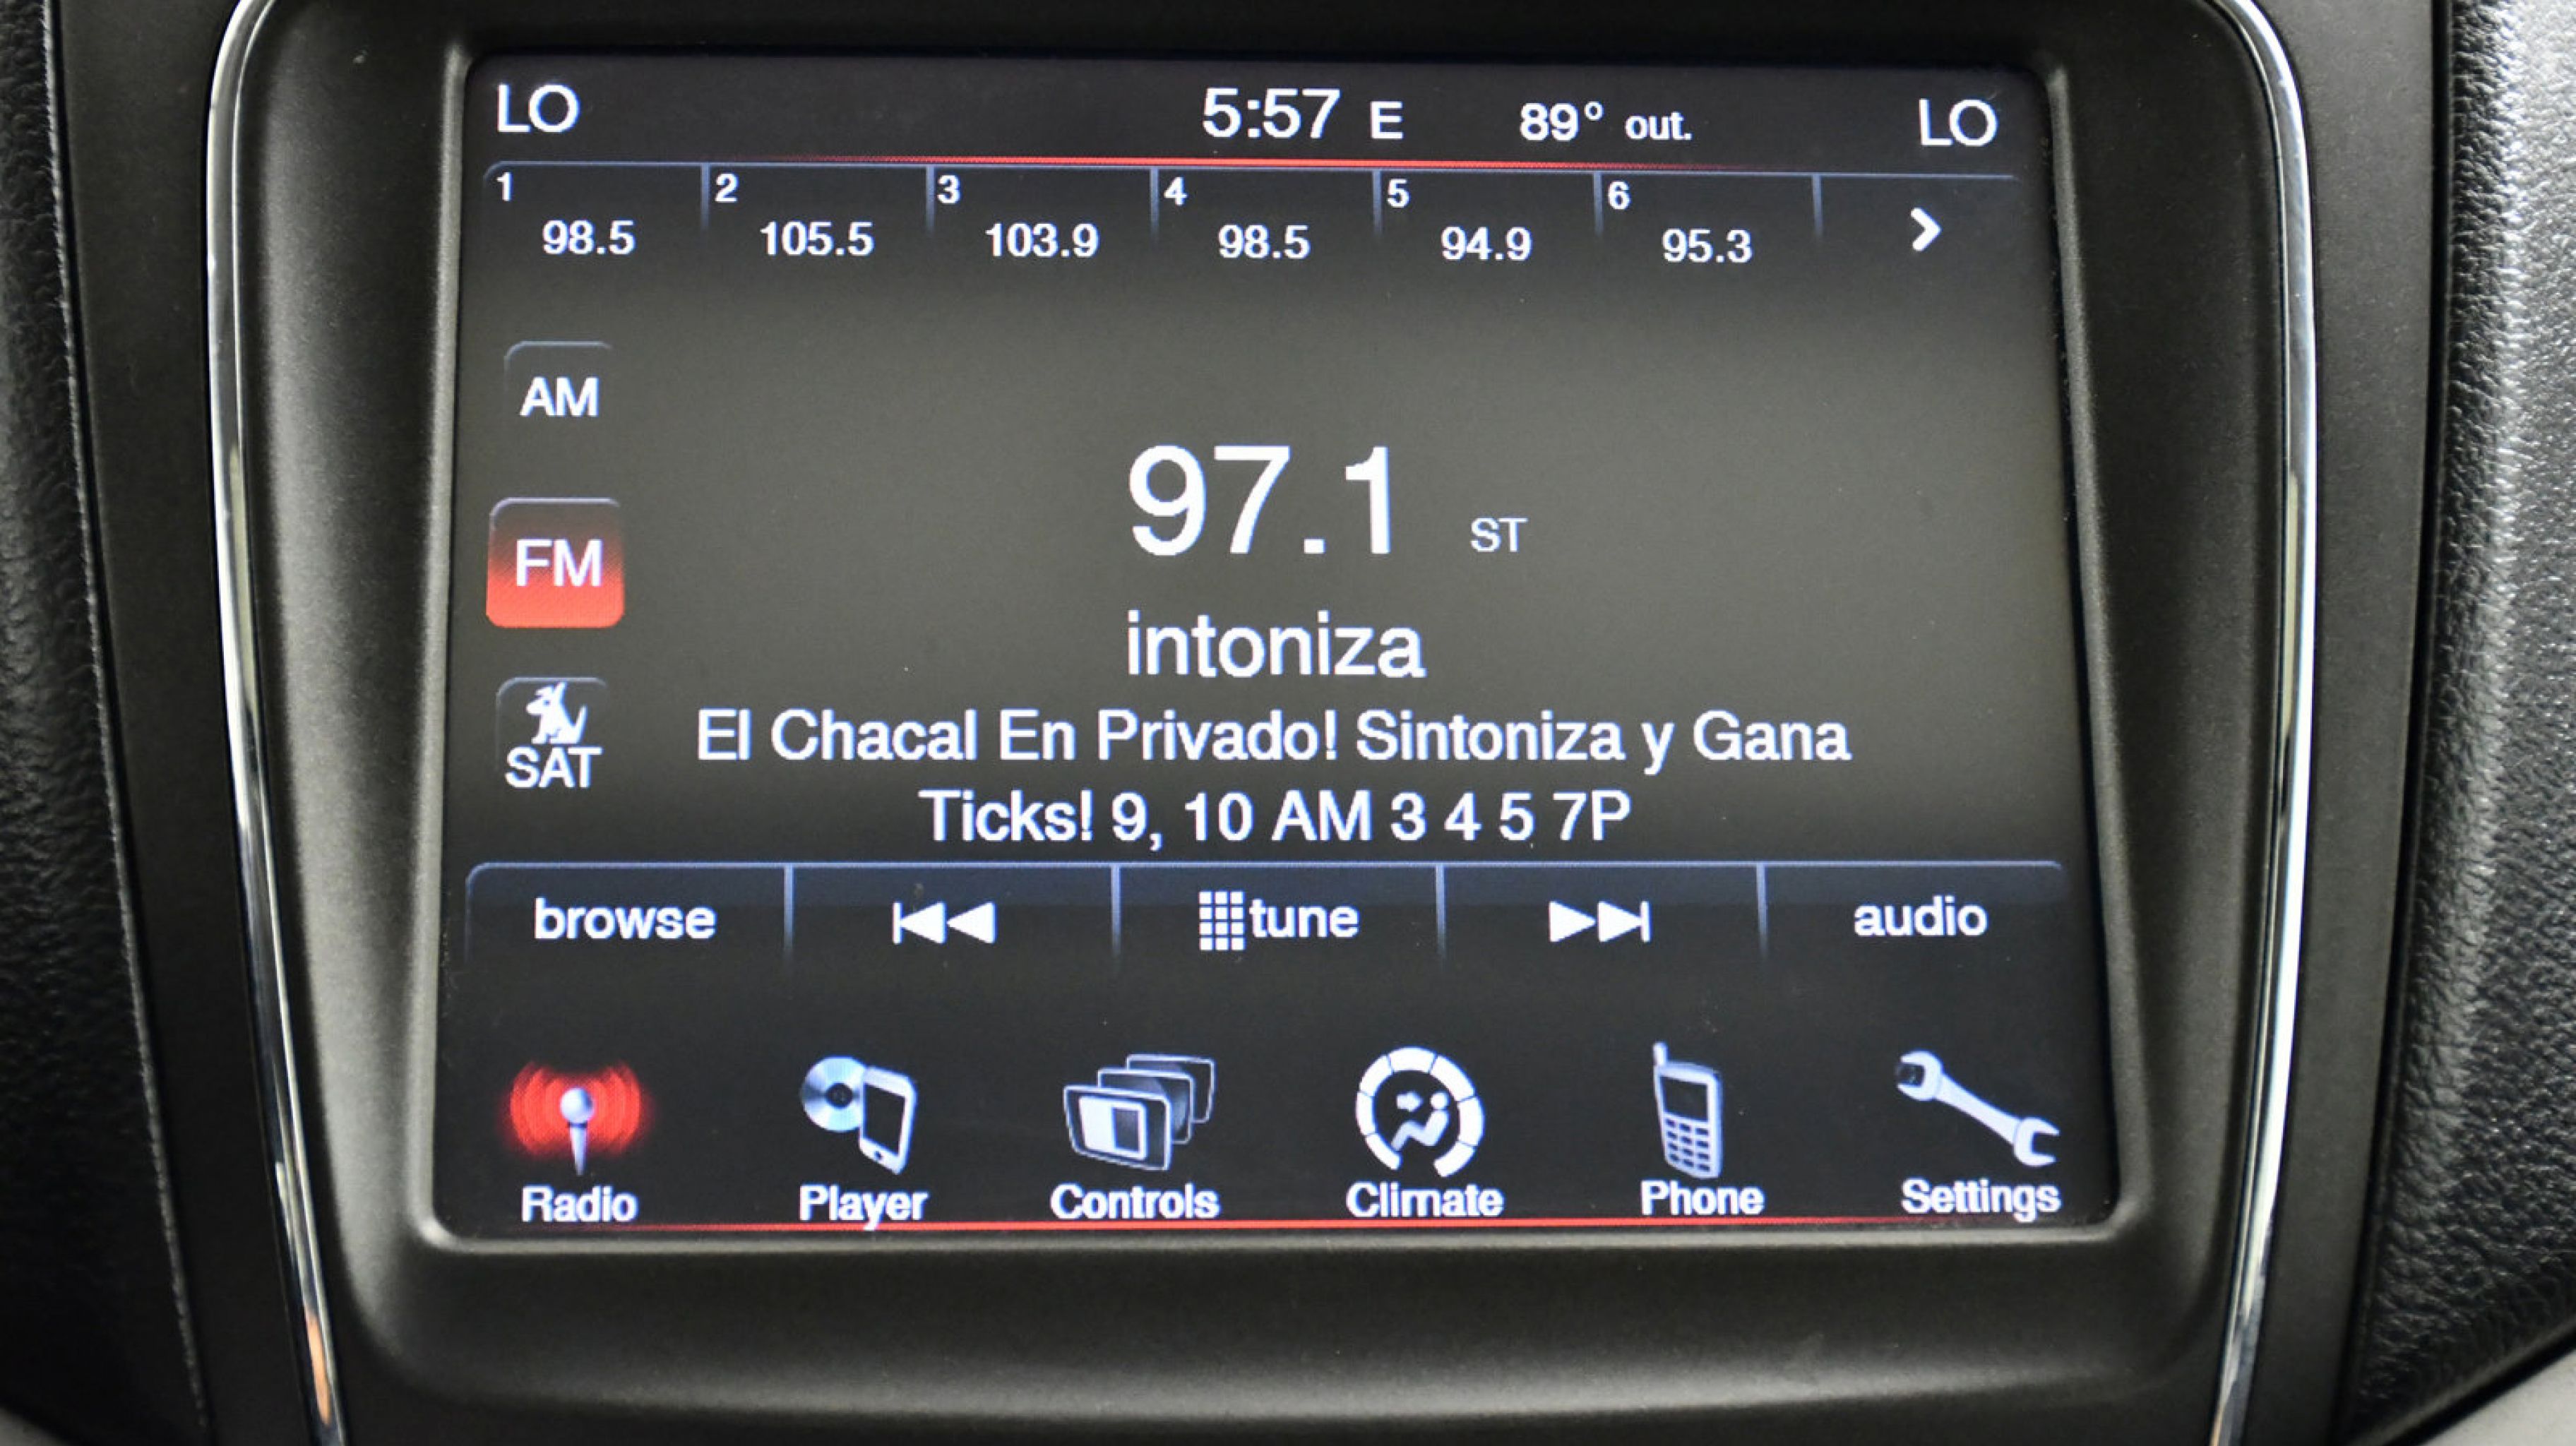 LO 5:57 E 89° out. LO
1 2 3 4 5 6
98.5 105.5 103.9 98.5 94.9 95.3
AM
97.1 ST
FM
intoniza
El Chacal En Privado! Sintoniza y Gana
SAT
Ticks! 9, 10 AM 3 4 5 7P
browse tune audio
Radio Player Controls Climate Phone Settings